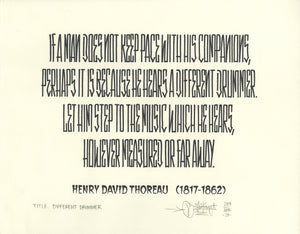 IF A MAN DOES NOT KEEP PACE WITH HIS COMPANIONS,
PERHAPS IT IS BECAUSE HE HEARS A DIFFERENT DRUMMER.
LET HIM STEP TO THE MUSIC WHICH HE HEARS,
HOWEVER MEASURED OR FAR AWAY.
HENRY DAVID THOREAU (1817-1862)
TITLE: DIFFERENT DRUMMER